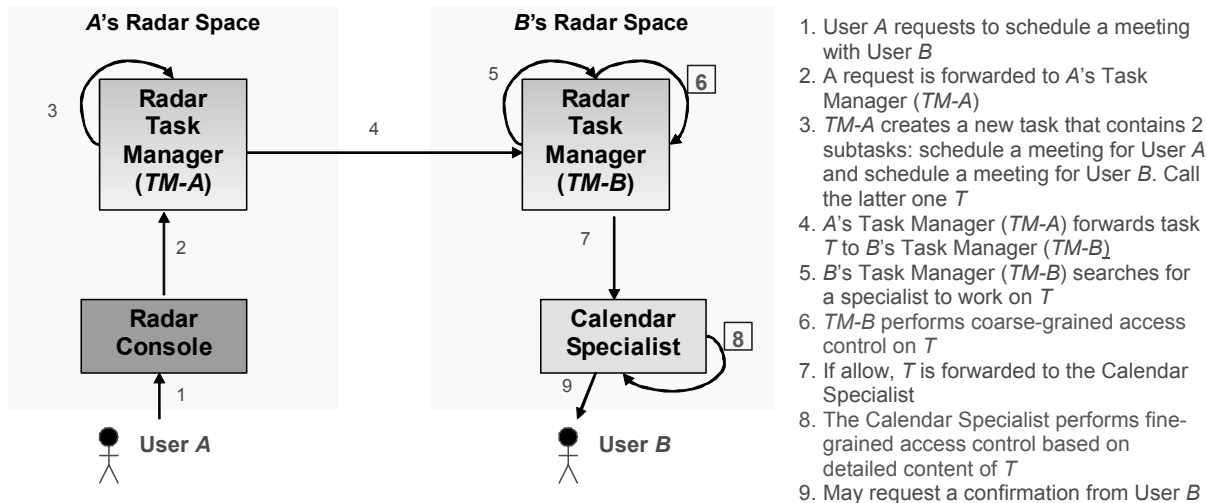 A's Radar Space
B's Radar Space
3
Radar
Task
Manager
(TM-A)
4
5
6
Radar
Task
Manager
(TM-B)
2
7
Radar
Console
Calendar
Specialist
8
1
9
User A
User B
1. User A requests to schedule a meeting
with User B
2. A request is forwarded to A's Task
Manager (TM-A)
3. TM-A creates a new task that contains 2
subtasks: schedule a meeting for User A
and schedule a meeting for User B. Call
the latter one T
4. A's Task Manager (TM-A) forwards task
T to B's Task Manager (TM-B)
5. B's Task Manager (TM-B) searches for
a specialist to work on T
6. TM-B performs coarse-grained access
control on T
7. If allow, T is forwarded to the Calendar
Specialist
8. The Calendar Specialist performs fine-
grained access control based on
detailed content of T
9. May request a confirmation from User B